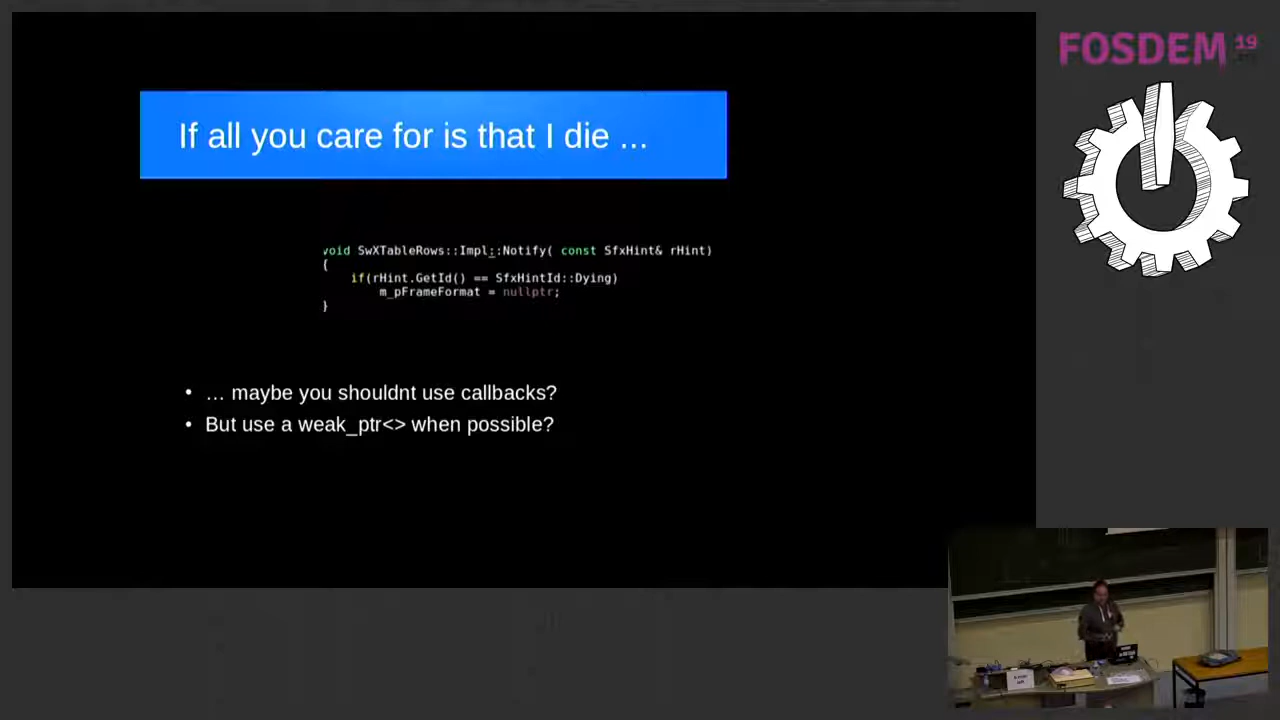 If all you care for is that I die ...
void SwXTableRows::Impl::Notify( const SfxHint& rHint)
{
if(rHint.GetId() == SfxHintId::Dying)
m_pFrameFormat = nullptr;
}
• … maybe you shouldnt use callbacks?
• But use a weak_ptr<> when possible?
FOSDEM 19